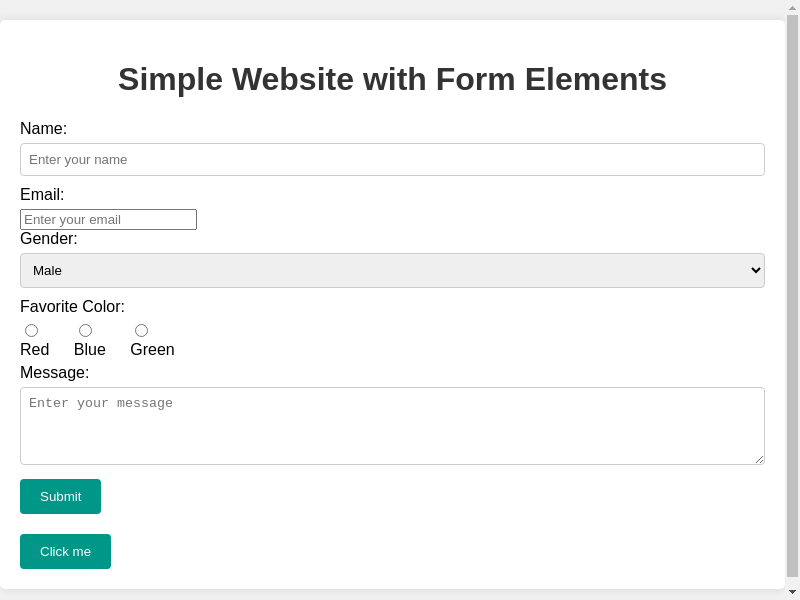 Simple Website with Form Elements
Name:
Enter your name
Email:
Enter your email
Gender:
Male
Favorite Color:
Red Blue Green
Message:
Enter your message
Submit
Click me